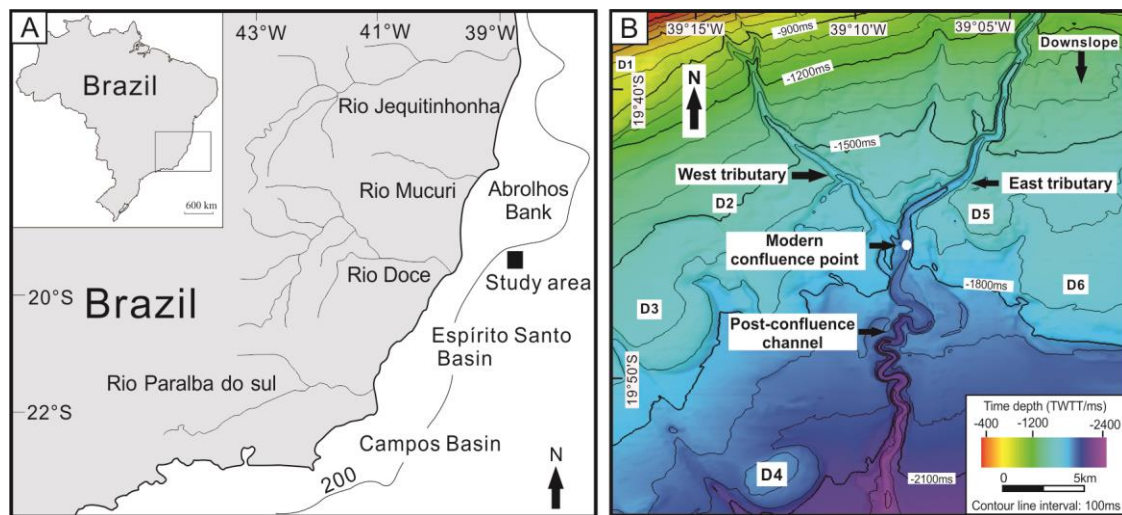 A
43°W
41°W
39°W
Brazil
600 km
Rio Jequitinhonha
Rio Mucuri
Abrolhos
Bank
Rio Doce
Study area
20°S
Brazil
Espírito Santo
Basin
Rio Paralba do sul
22°S
Campos Basin
200
N
B
39°15'W
39°10'W
39°05'W
-900ms
Downslope
D1
N
-1200ms
19°40'S
-1500ms
West tributary
East tributary
D2
D5
Modern
confluence point
-1800ms
D6
D3
Post-confluence
channel
19°50'S
Time depth (TWTT/ms)
-400
-1200
-2400
0
5km
Contour line interval: 100ms
D4
-2100ms